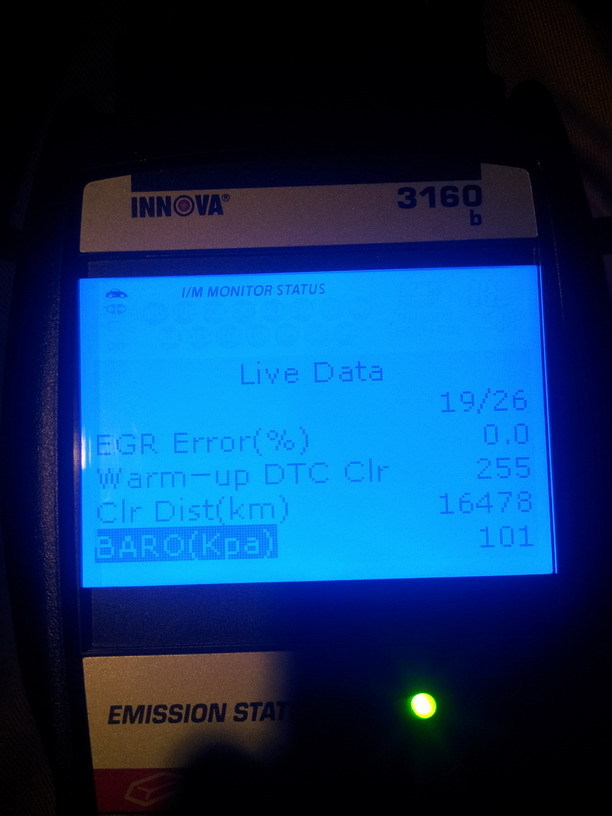 INNOVA®
3160
b
I/M MONITOR STATUS
Live Data
19/26
EGR Error(%) 0.0
Warm-up DTC Clr 255
Clr Dist(km) 16478
BARO(Kpa) 101
EMISSION